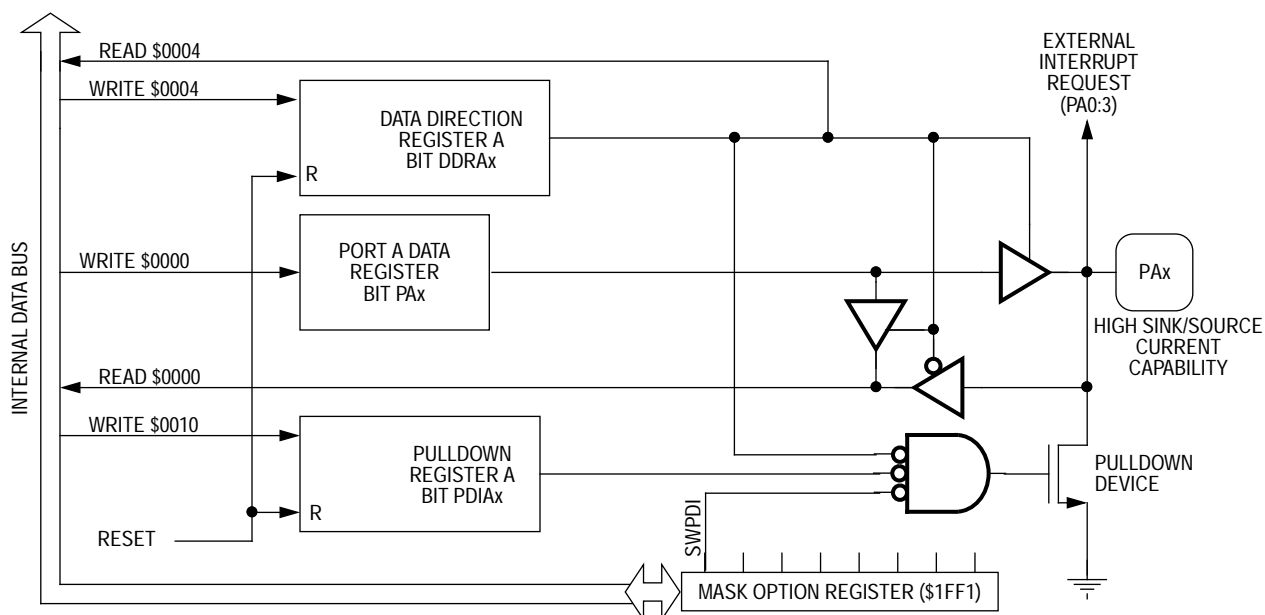 READ $0004
WRITE $0004
DATA DIRECTION
REGISTER A
BIT DDRAx
R
EXTERNAL
INTERRUPT
REQUEST
(PA0:3)
INTERNAL DATA BUS
WRITE $0000
PORT A DATA
REGISTER
BIT PAx
PAx
HIGH SINK/SOURCE
CURRENT
CAPABILITY
READ $0000
WRITE $0010
PULLDOWN
REGISTER A
BIT PDIAx
R
PULLDOWN
DEVICE
RESET
SWPDI
MASK OPTION REGISTER ($1FF1)